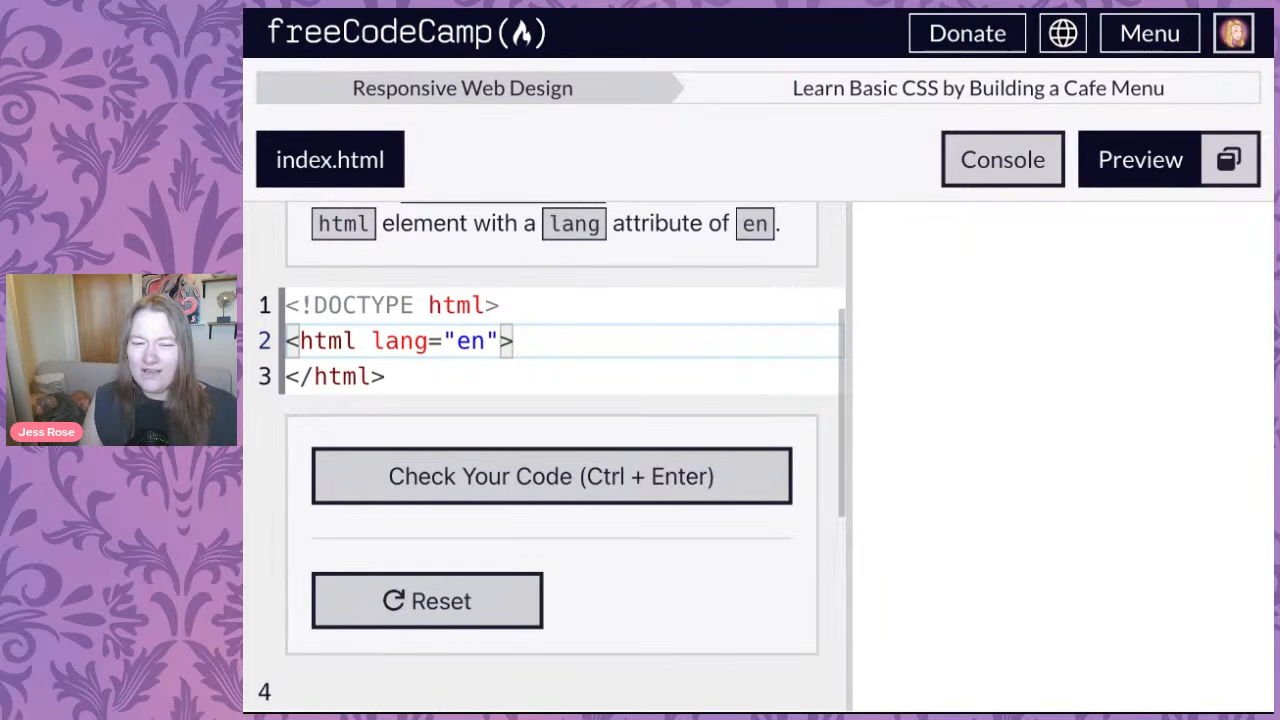 freeCodeCamp
Donate
Menu
Responsive Web Design
Learn Basic CSS by Building a Cafe Menu
index.html
Console
Preview
html element with a lang attribute of en.
1 <!DOCTYPE html>
2 <html lang="en">
3 </html>
Jess Rose
Check Your Code (Ctrl + Enter)
Reset
4